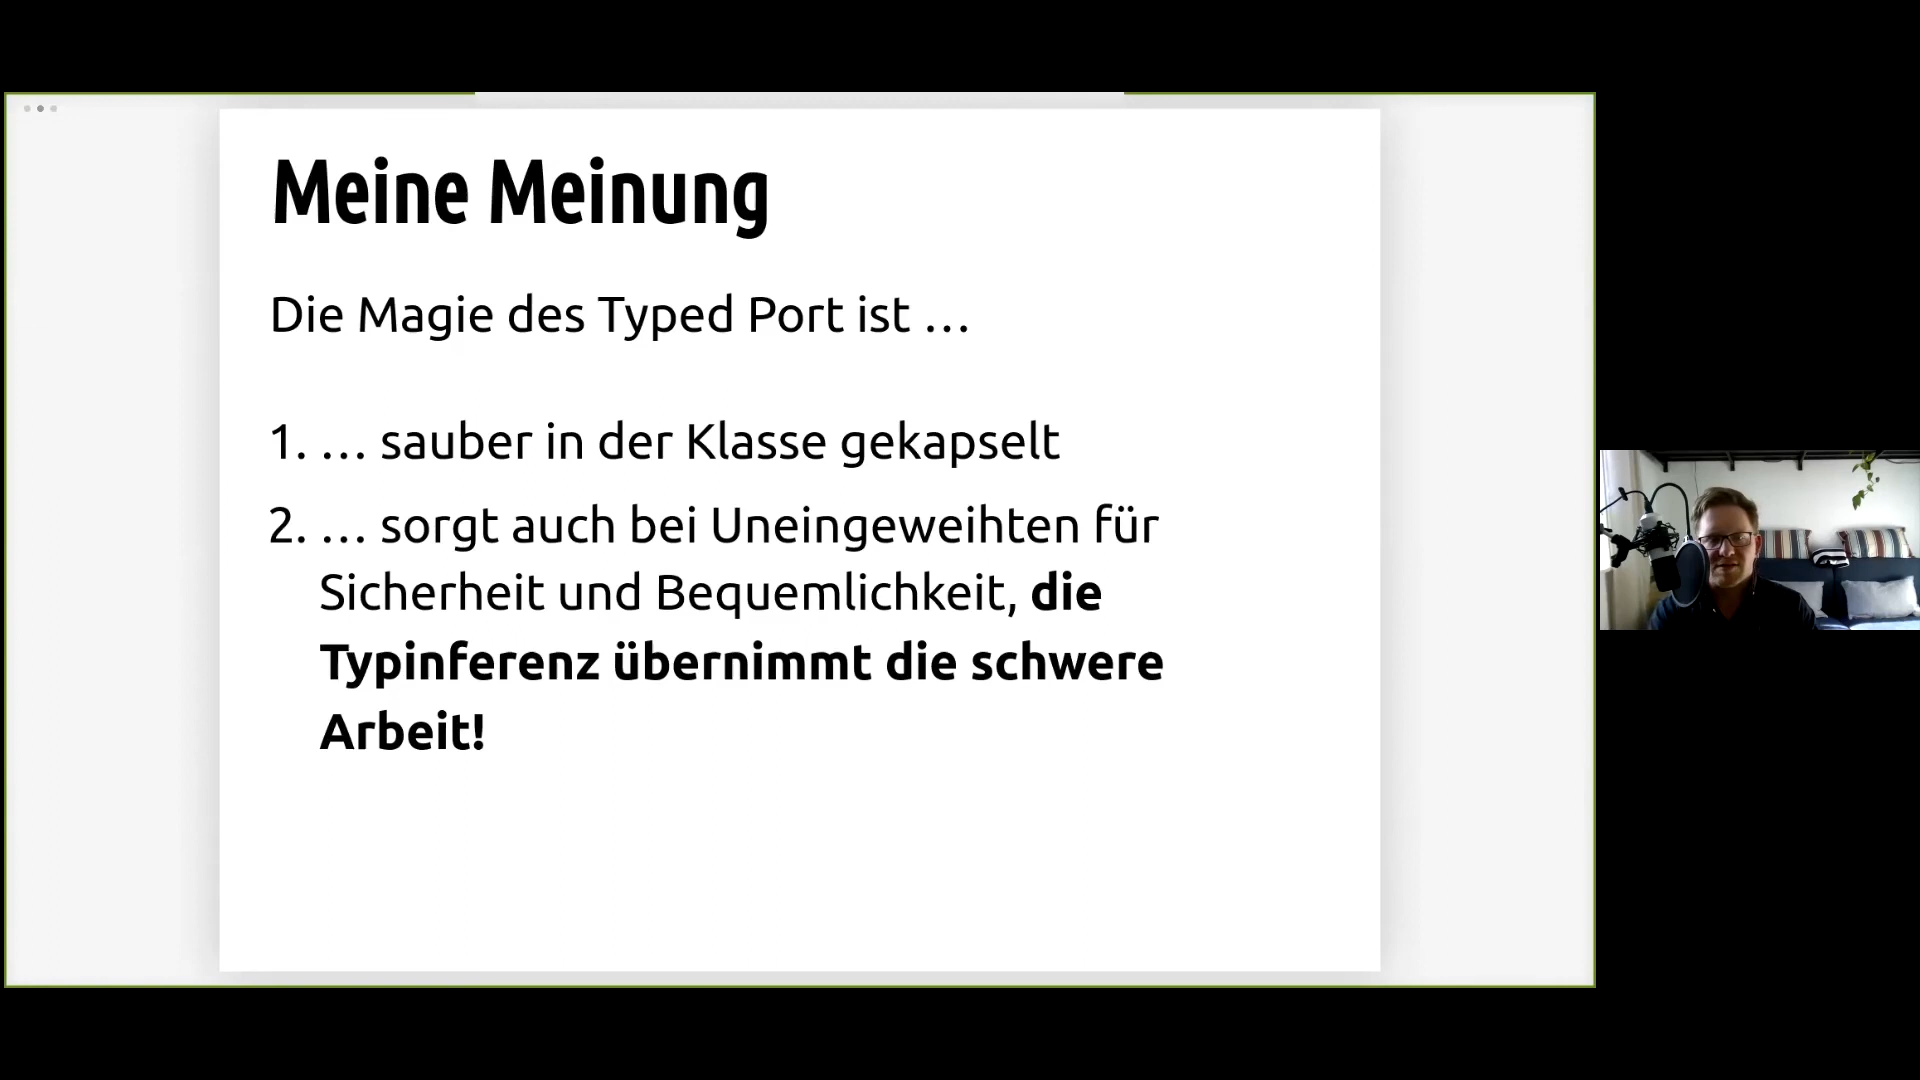 Meine Meinung
Die Magie des Typed Port ist …
1. … sauber in der Klasse gekapselt
2. … sorgt auch bei Uneingeweihten für
Sicherheit und Bequemlichkeit, die
Typinferenz übernimmt die schwere
Arbeit!